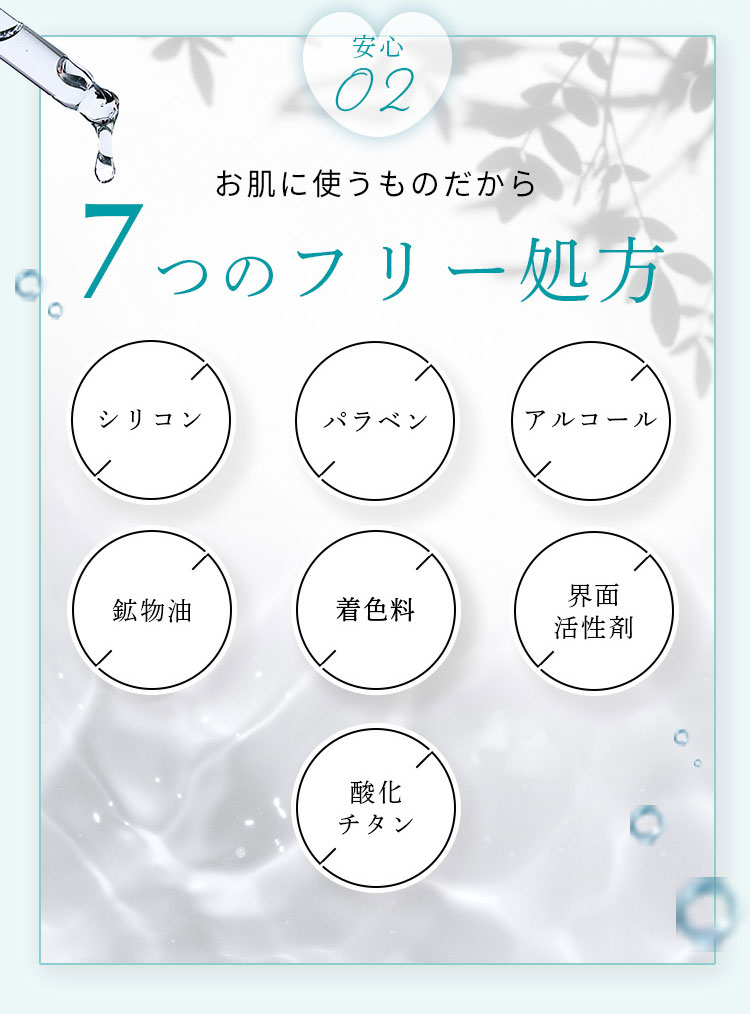 安心
02
お肌に使うものだから
7つのフリー処方
シリコン
パラベン
アルコール
鉱物油
着色料
界面
活性剤
酸化
チタン